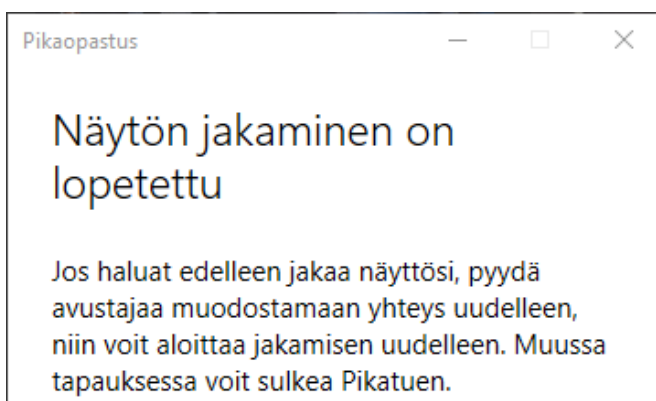 Pikaopastus
Näytön jakaminen on
lopetettu
Jos haluat edelleen jakaa näyttösi, pyydä
avustajaa muodostamaan yhteys uudelleen,
niin voit aloittaa jakamisen uudelleen. Muussa
tapauksessa voit sulkea Pikatuen.